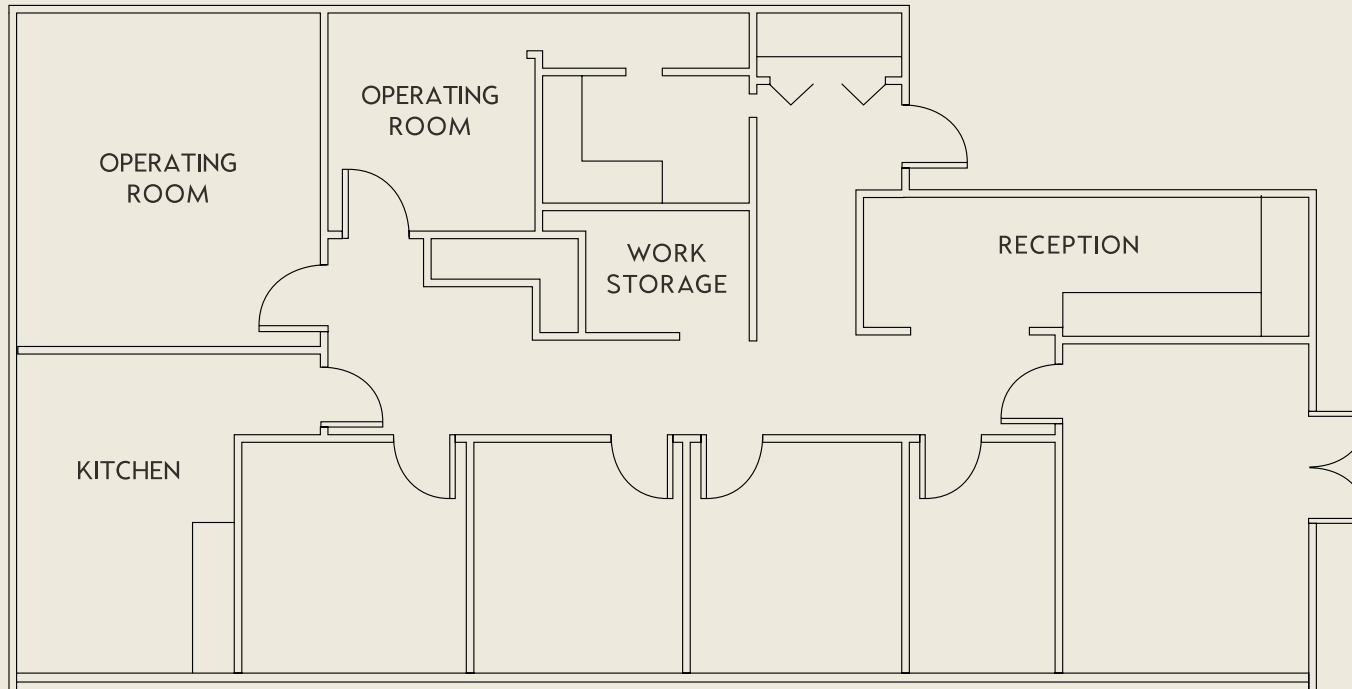 OPERATING
ROOM
OPERATING
ROOM
WORK
STORAGE
RECEPTION
KITCHEN